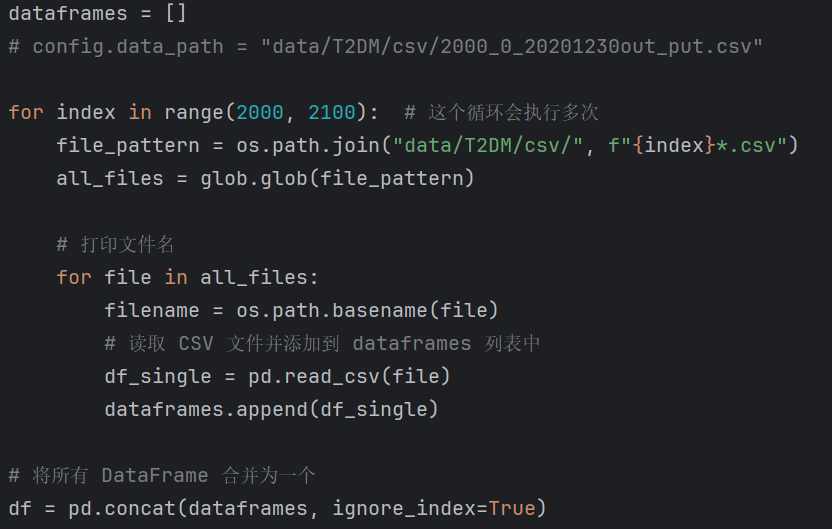 dataframes = []
# config.data_path = "data/T2DM/csv/2000_0_20201230out_put.csv"
for index in range(2000, 2100):  # 这个循环会执行多次
    file_pattern = os.path.join("data/T2DM/csv/", f"{index}*.csv")
    all_files = glob.glob(file_pattern)
    # 打印文件名
    for file in all_files:
        filename = os.path.basename(file)
        # 读取 CSV 文件并添加到 dataframes 列表中
        df_single = pd.read_csv(file)
        dataframes.append(df_single)
# 将所有 DataFrame 合并为一个
df = pd.concat(dataframes, ignore_index=True)